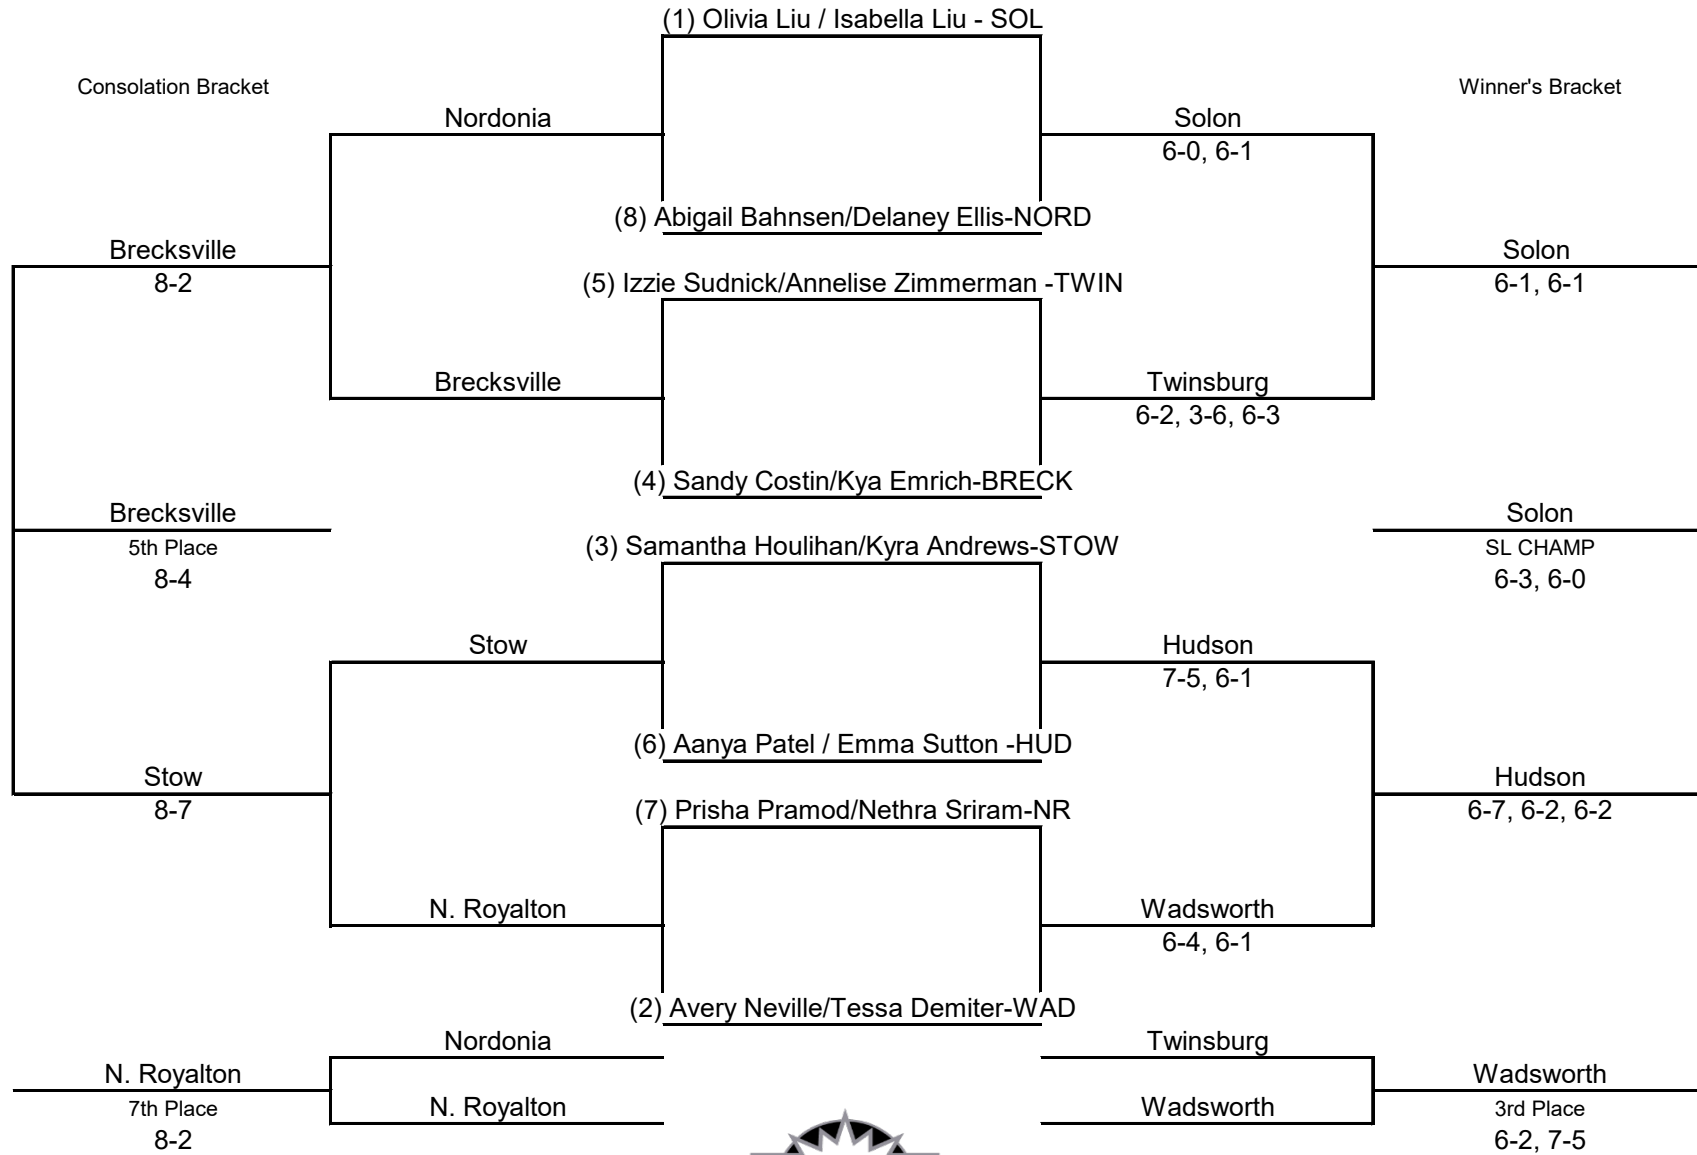 (1) Olivia Liu / Isabella Liu - SOL
Consolation Bracket
Winner's Bracket
Nordonia
Solon
6-0, 6-1
(8) Abigail Bahnsen/Delaney Ellis-NORD
Brecksville
8-2
Solon
6-1, 6-1
(5) Izzie Sudnick/Annelise Zimmerman -TWIN
Brecksville
Twinsburg
6-2, 3-6, 6-3
(4) Sandy Costin/Kya Emrich-BRECK
Brecksville
5th Place
8-4
Solon
SL CHAMP
6-3, 6-0
(3) Samantha Houlihan/Kyra Andrews-STOW
Stow
Hudson
7-5, 6-1
(6) Aanya Patel / Emma Sutton -HUD
Stow
8-7
Hudson
6-7, 6-2, 6-2
(7) Prisha Pramod/Nethra Sriram-NR
N. Royalton
Wadsworth
6-4, 6-1
(2) Avery Neville/Tessa Demiter-WAD
Nordonia
Twinsburg
N. Royalton
7th Place
8-2
Wadsworth
3rd Place
6-2, 7-5
N. Royalton
Wadsworth